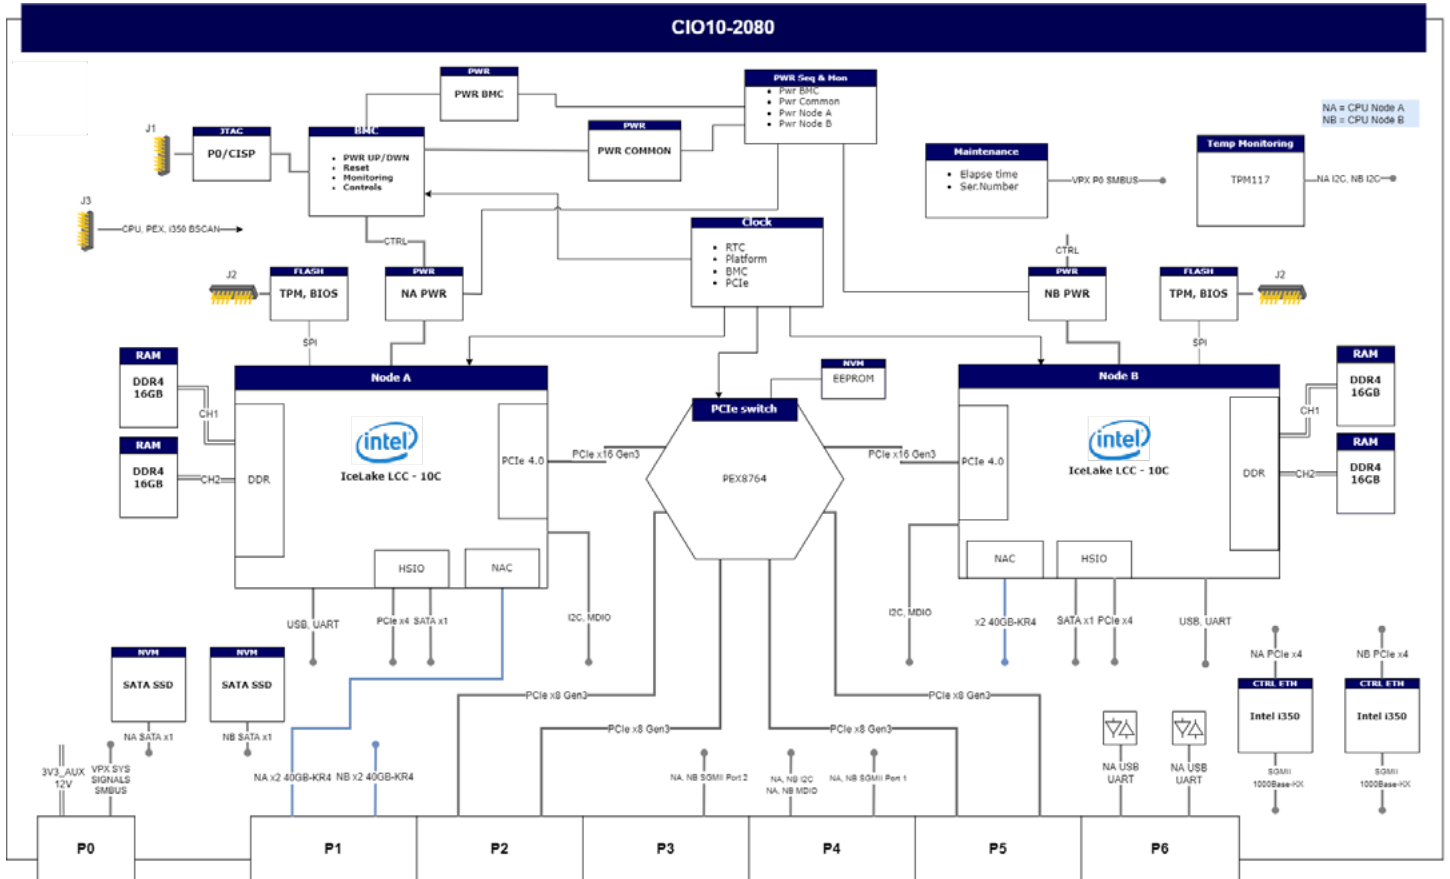 CIO10-2080
PWR
PWR BMC
PWR Seq & Mon
Pwr BMC
Pwr Common
Pwr Node A
Pwr Node B
NA = CPU Node A
NB = CPU Node B
J1
JTAG
P0/CISP
BMC
PWR UP/DWN
Reset
Monitoring
Controls
PWR
PWR COMMON
Maintenance
Elapse time
Ser.Number
VPX P0 SMBUS
Temp Monitoring
TPM117
NA I2C, NB I2C
J3
CPU, PEX, i350 BSCAN
CTRL
Clock
RTC
Platform
BMC
PCIe
CTRL
J2
FLASH
TPM, BIOS
PWR
NA PWR
PWR
NB PWR
FLASH
TPM, BIOS
J2
SPI
SPI
RAM
DDR4
16GB
CH1
RAM
DDR4
16GB
CH2
Node A
DDR
intel
IceLake LCC - 10C
PCIe 4.0
HSIO
NAC
NVM
EEPROM
PCIe switch
PEX8764
PCIe x16 Gen3
PCIe x16 Gen3
Node B
PCIe 4.0
intel
IceLake LCC - 10C
DDR
NAC
HSIO
RAM
DDR4
16GB
CH1
RAM
DDR4
16GB
CH2
USB, UART
PCIe x4
SATA x1
I2C, MDIO
I2C, MDIO
x2 40GB-KR4
SATA x1
PCIe x4
USB, UART
NVM
SATA SSD
NA SATA x1
NVM
SATA SSD
NB SATA x1
PCIe x8 Gen3
PCIe x8 Gen3
PCIe x8 Gen3
PCIe x8 Gen3
NA PCIe x4
CTRL ETH
Intel i350
SGMII
1000Base-KX
NB PCIe x4
CTRL ETH
Intel i350
SGMII
1000Base-KX
3V3_AUX
12V
VPX SYS
SIGNALS
SMBUS
NA x2 40GB-KR4
NB x2 40GB-KR4
NA, NB SGMII Port 2
NA, NB I2C
NA, NB MDIO
NA, NB SGMII Port 1
NA USB
UART
NA USB
UART
P0
P1
P2
P3
P4
P5
P6